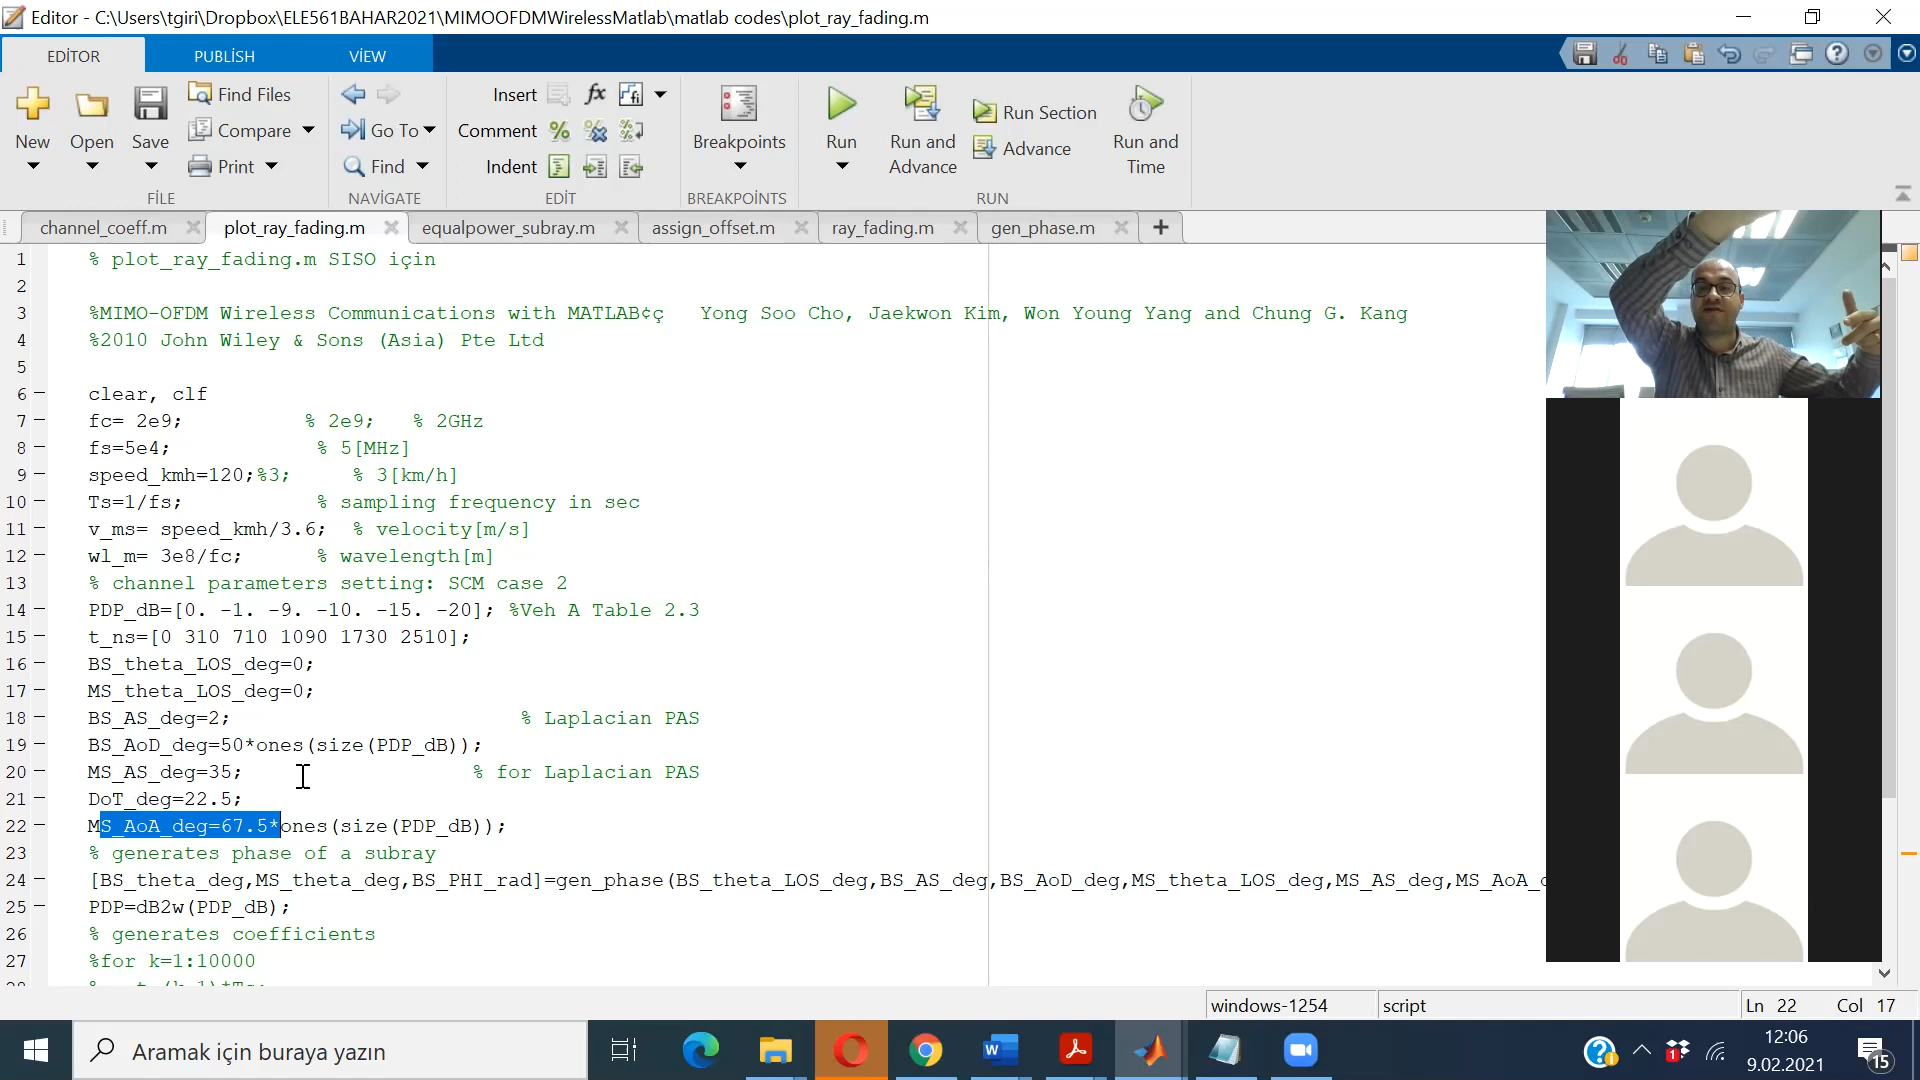 Editor - C:\Users\tgiri\Dropbox\ELE561BAHAR2021\MIMOOFDMWirelessMatlab\matlab codes\plot_ray_fading.m
EDİTOR PUBLİSH VİEW
New Open Save Find Files Compare Print
FİLE
Go To Find
NAVİGATE
Insert fx
Comment
Indent
EDİT
Breakpoints
BREAKPOİNTS
Run Run and Advance Run Section Advance Run and Time
RUN
channel_coeff.m plot_ray_fading.m equalpower_subray.m assign_offset.m ray_fading.m gen_phase.m
1 % plot_ray_fading.m SISO için
2
3 %MIMO-OFDM Wireless Communications with MATLAB¢ç Yong Soo Cho, Jaekwon Kim, Won Young Yang and Chung G. Kang
4 %2010 John Wiley & Sons (Asia) Pte Ltd
5
6 clear, clf
7 fc= 2e9; % 2e9; % 2GHz
8 fs=5e4; % 5[MHz]
9 speed_kmh=120;%3; % 3[km/h]
10 Ts=1/fs; % sampling frequency in sec
11 v_ms= speed_kmh/3.6; % velocity[m/s]
12 wl_m= 3e8/fc; % wavelength[m]
13 % channel parameters setting: SCM case 2
14 PDP_dB=[0. -1. -9. -10. -15. -20]; %Veh A Table 2.3
15 t_ns=[0 310 710 1090 1730 2510];
16 BS_theta_LOS_deg=0;
17 MS_theta_LOS_deg=0;
18 BS_AS_deg=2; % Laplacian PAS
19 BS_AoD_deg=50*ones(size(PDP_dB));
20 MS_AS_deg=35; % for Laplacian PAS
21 DoT_deg=22.5;
22 MS_AoA_deg=67.5*ones(size(PDP_dB));
23 % generates phase of a subray
24 [BS_theta_deg,MS_theta_deg,BS_PHI_rad]=gen_phase(BS_theta_LOS_deg,BS_AS_deg,BS_AoD_deg,MS_theta_LOS_deg,MS_AS_deg,MS_AoA_
25 PDP=dB2w(PDP_dB);
26 % generates coefficients
27 %for k=1:10000
windows-1254 script Ln 22 Col 17
Aramak için buraya yazın
12:06
9.02.2021
1
15